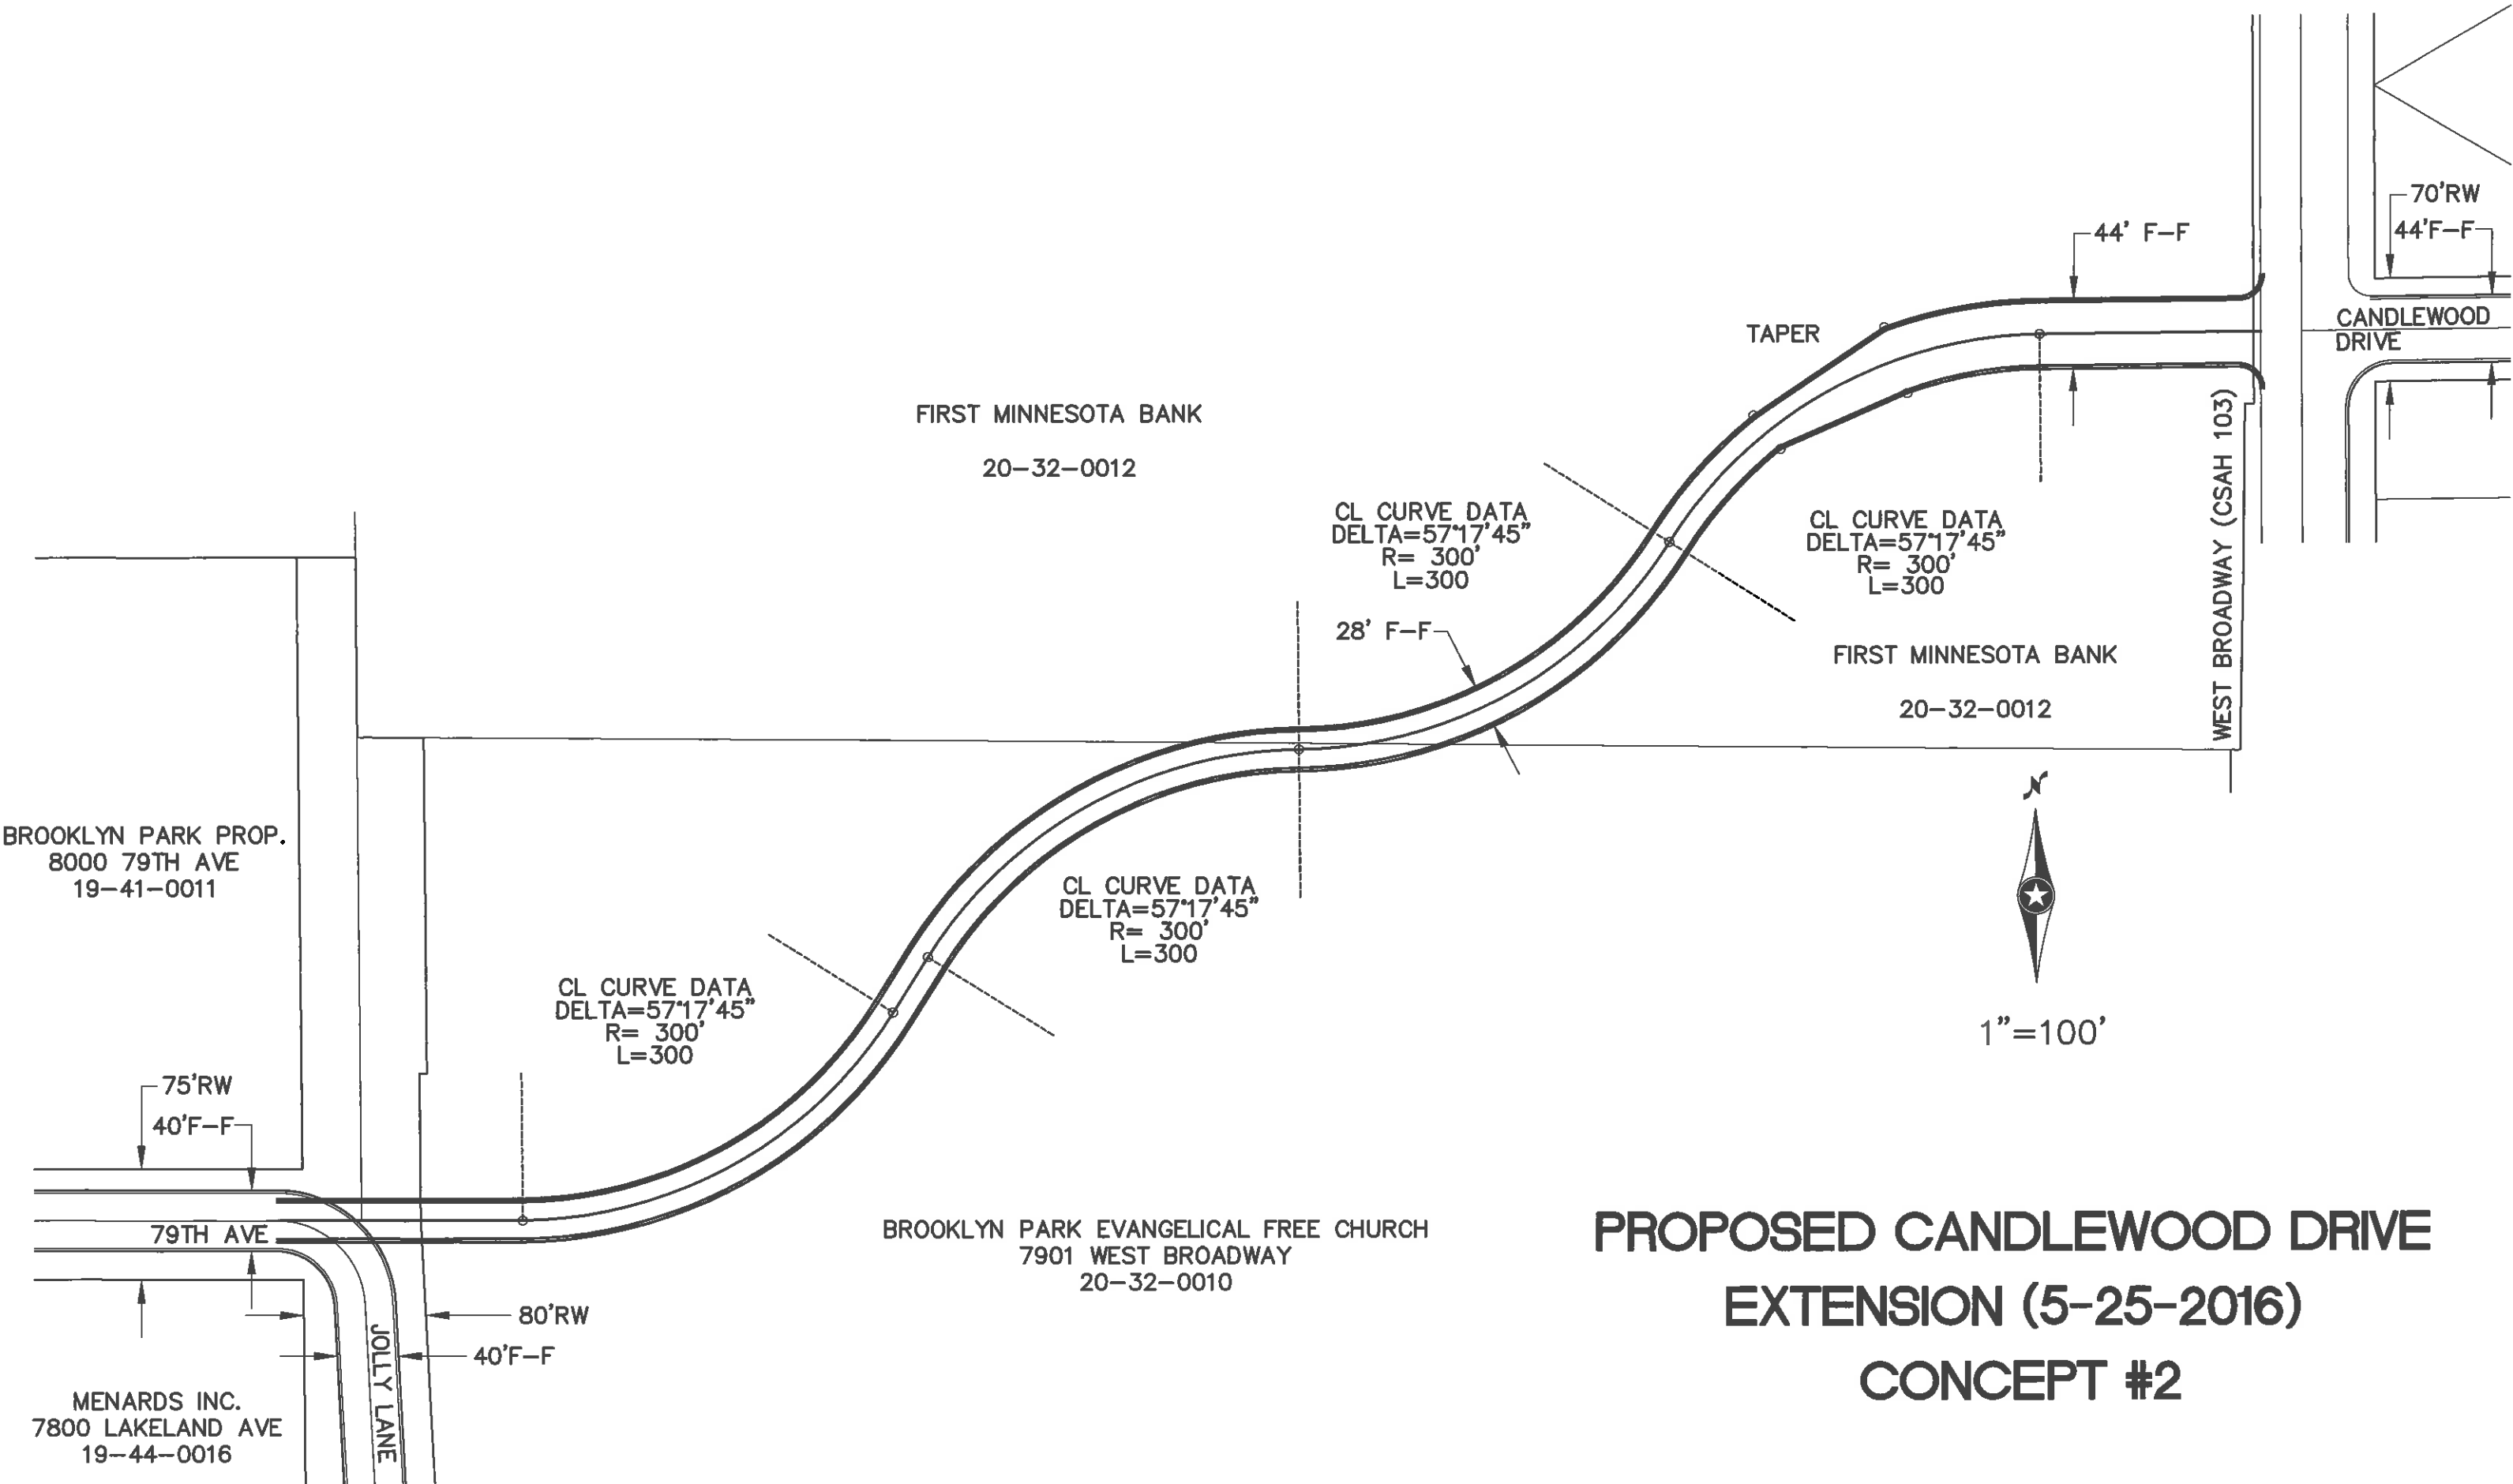 70'RW
44'F-F
44' F-F
CANDLEWOOD
DRIVE
TAPER
FIRST MINNESOTA BANK
20-32-0012
WEST BROADWAY (CSAH 103)
CL CURVE DATA
DELTA=57°17'45"
R= 300'
L=300
CL CURVE DATA
DELTA=57°17'45"
R= 300'
L=300
28' F-F
FIRST MINNESOTA BANK
20-32-0012
N
1"=100'
BROOKLYN PARK PROP.
8000 79TH AVE
19-41-0011
CL CURVE DATA
DELTA=57°17'45"
R= 300'
L=300
CL CURVE DATA
DELTA=57°17'45"
R= 300'
L=300
75'RW
40'F-F
79TH AVE
BROOKLYN PARK EVANGELICAL FREE CHURCH
7901 WEST BROADWAY
20-32-0010
80'RW
40'F-F
JOLLY LANE
MENARDS INC.
7800 LAKELAND AVE
19-44-0016
PROPOSED CANDLEWOOD DRIVE
EXTENSION (5-25-2016)
CONCEPT #2